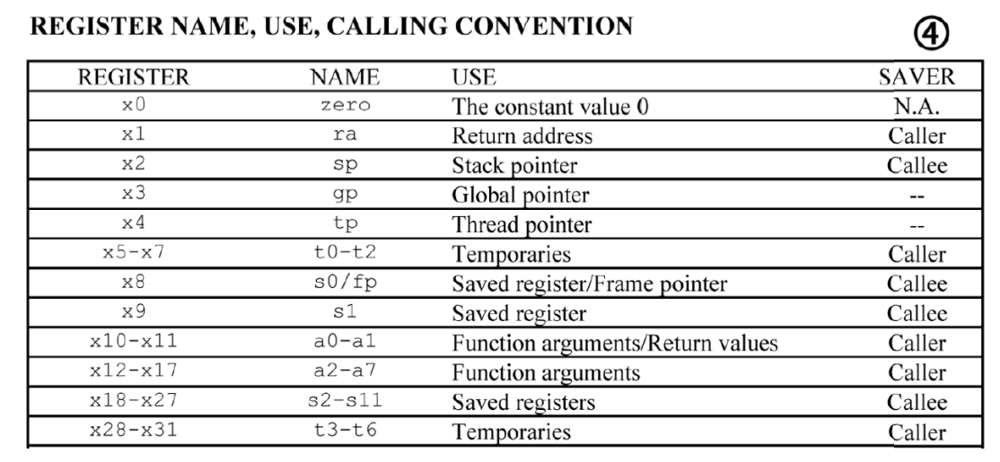 REGISTER NAME, USE, CALLING CONVENTION ④
REGISTER NAME USE SAVER
x0 zero The constant value 0 N.A.
x1 ra Return address Caller
x2 sp Stack pointer Callee
x3 gp Global pointer --
x4 tp Thread pointer --
x5-x7 t0-t2 Temporaries Caller
x8 s0/fp Saved register/Frame pointer Callee
x9 s1 Saved register Callee
x10-x11 a0-a1 Function arguments/Return values Caller
x12-x17 a2-a7 Function arguments Caller
x18-x27 s2-s11 Saved registers Callee
x28-x31 t3-t6 Temporaries Caller